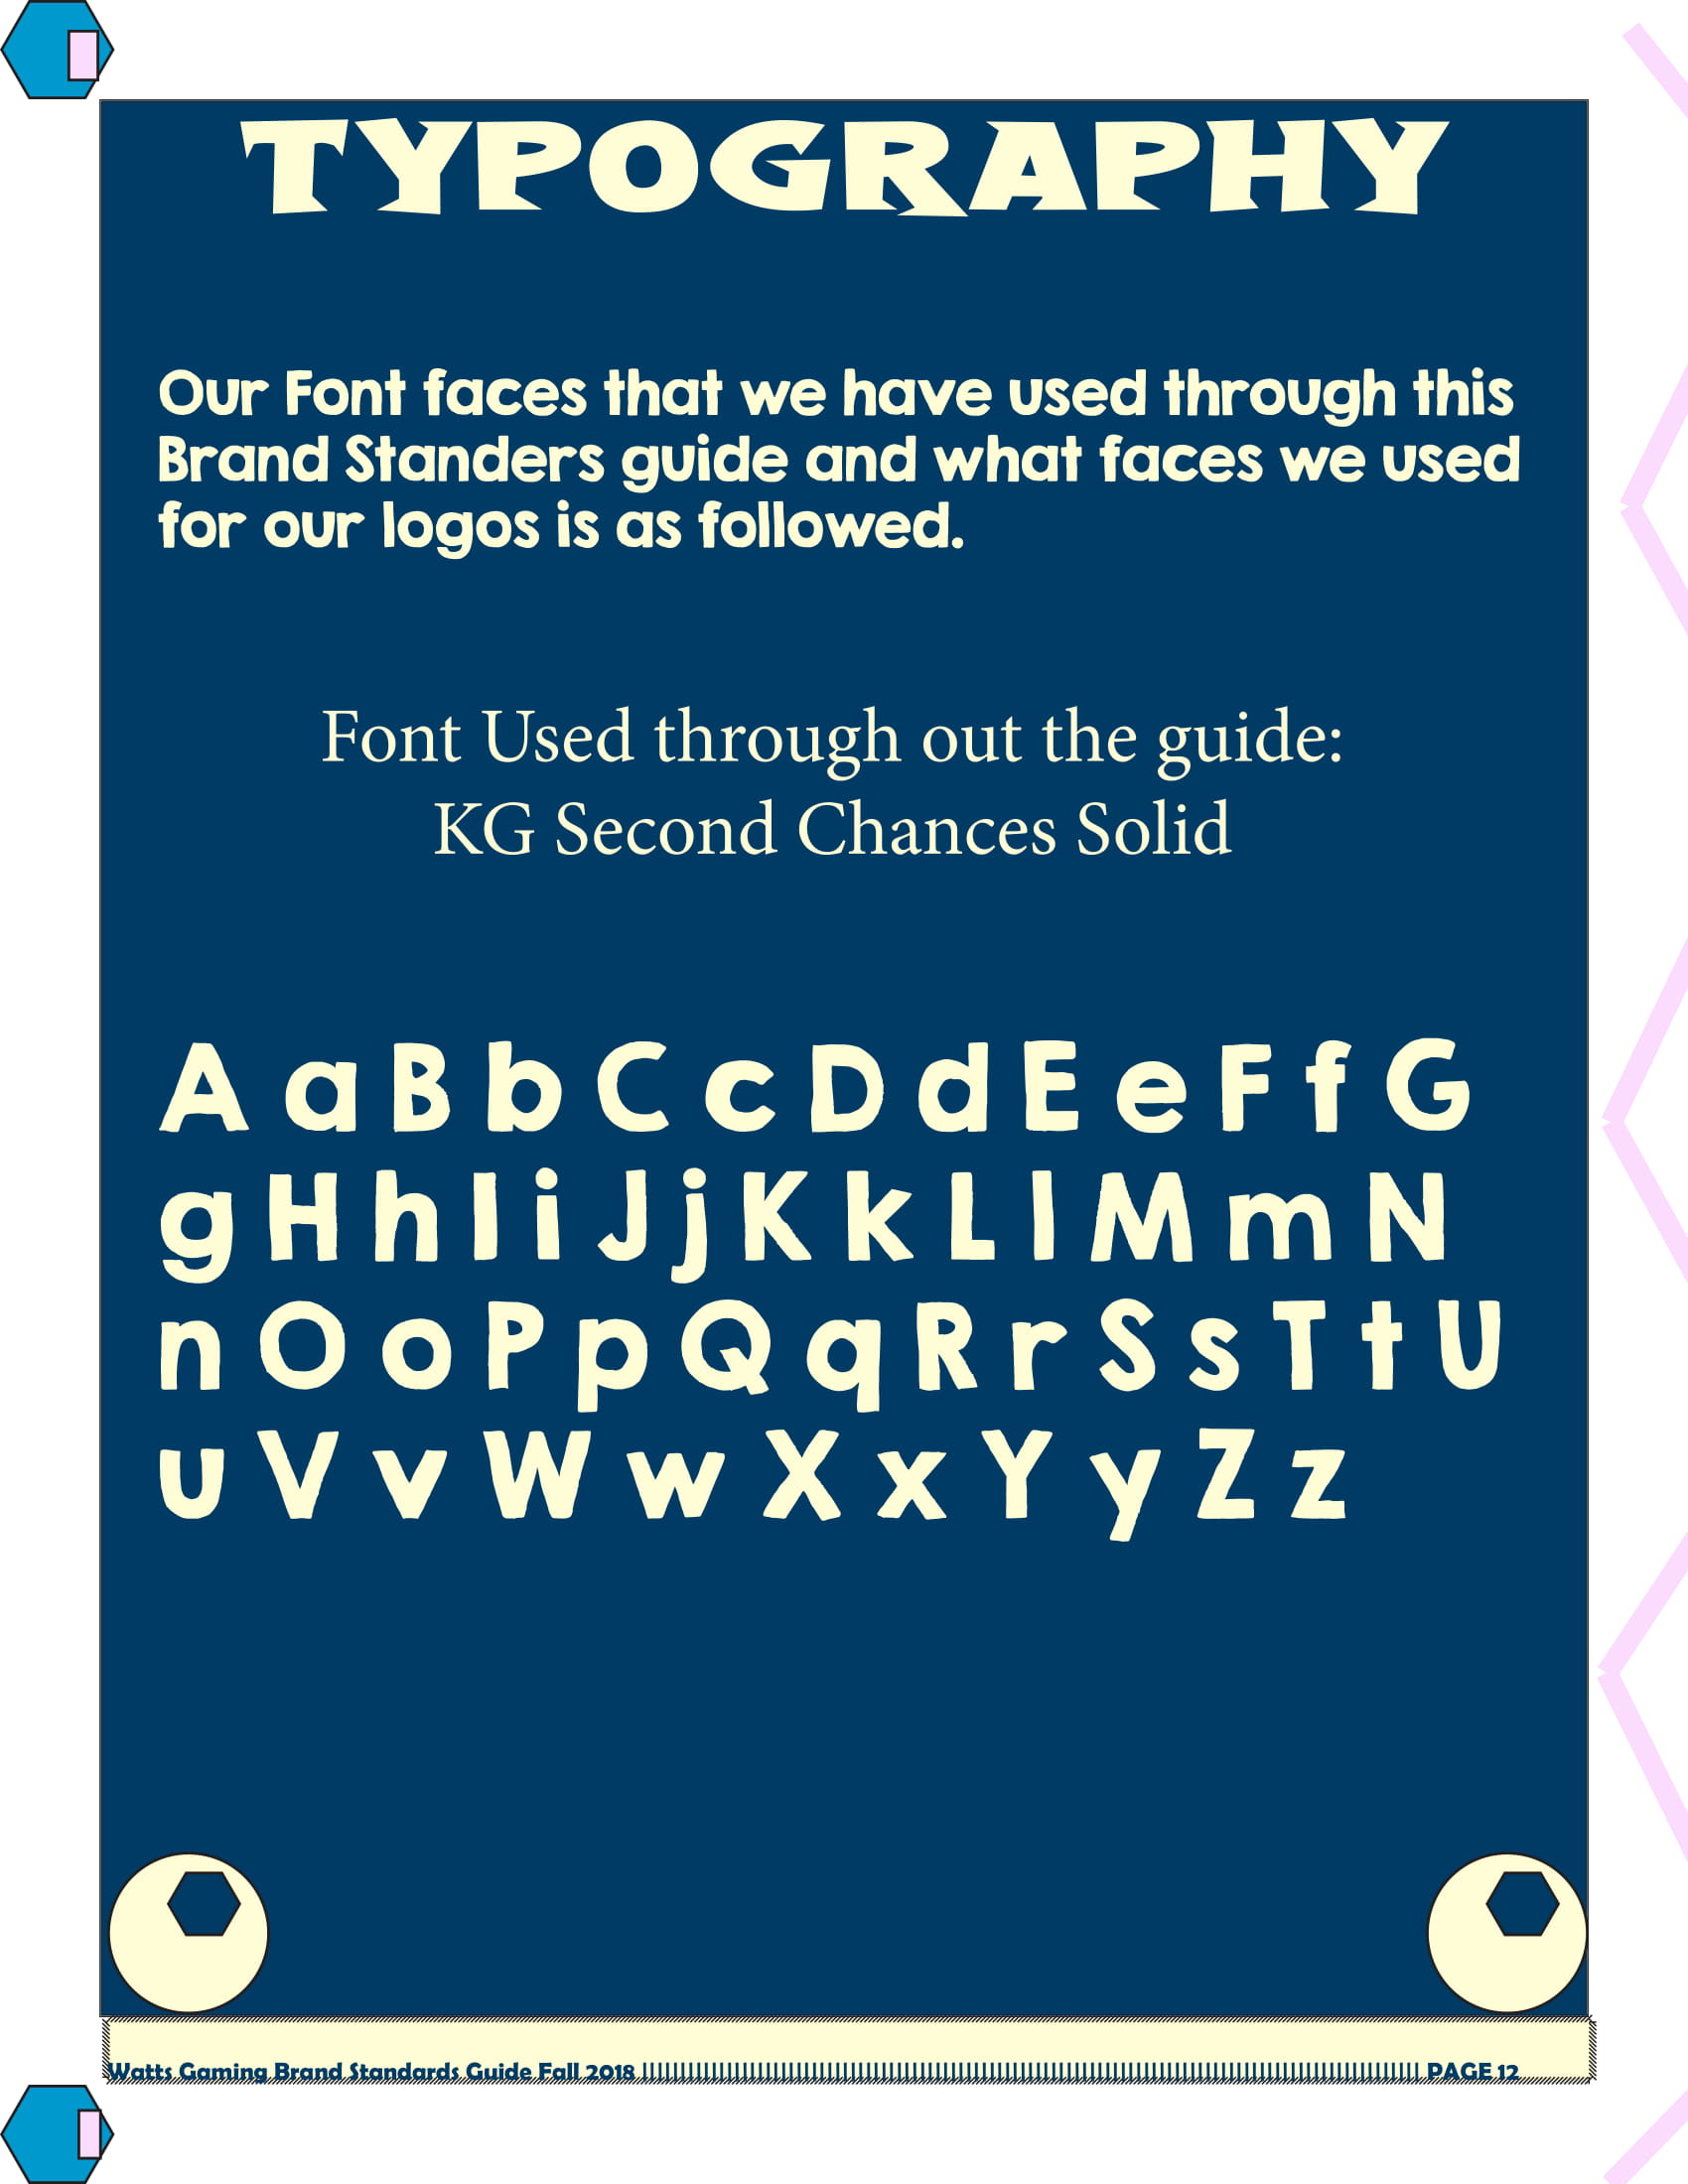 TYPOGRAPHY
Our Font faces that we have used through this
Brand Standers guide and what faces we used
for our logos is as followed.
Font Used through out the guide:
KG Second Chances Solid
A a B b C c D d E e F f G
g H h I i J j K k L l M m N
n O o P p Q q R r S s T t U
u V v W w X x Y y Z z
Watts Gaming Brand Standards Guide Fall 2018 |||||||||||||||||||||||||||||||||||||||||||||||||||||||||||||||||||||||||||||||||||||||||||||||| PAGE 12